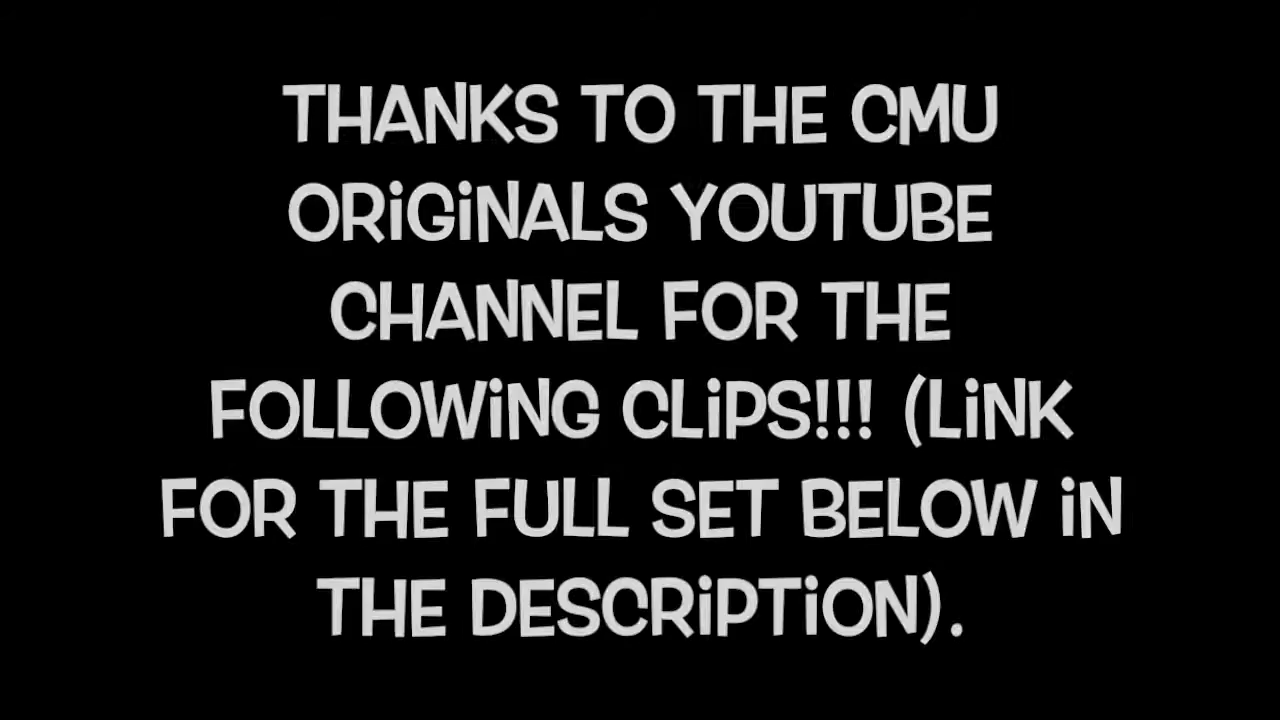 THANKS TO THE CMU
ORiGiNALS YOUTUBE
CHANNEL FOR THE
FOLLOWiNG CLiPS!!! (LiNK
FOR THE FULL SET BELOW iN
THE DESCRiPTiON).